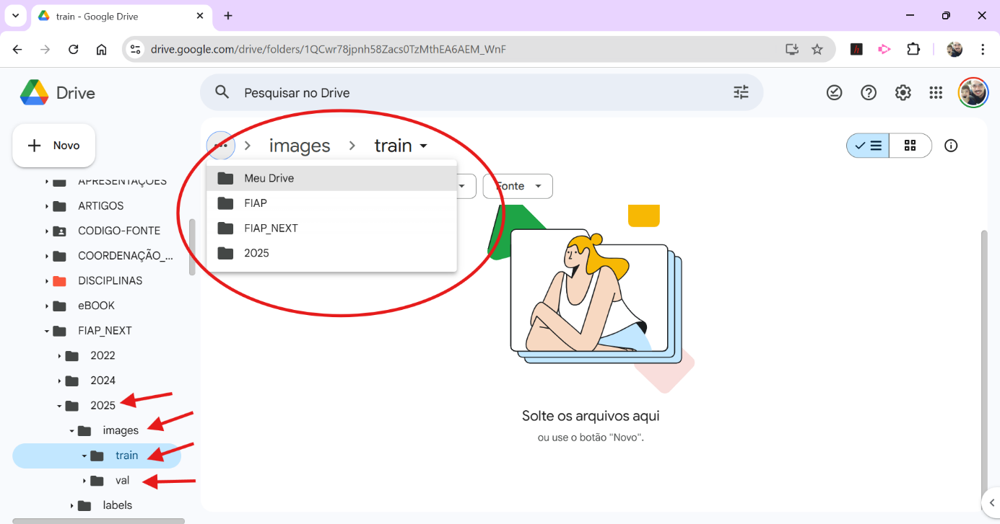 train - Google Drive
drive.google.com/drive/folders/1QCwr78jpnh58Zacs0TzMthEA6AEM_WnF
Drive
Pesquisar no Drive
Novo
images
train
Meu Drive
FIAP
FIAP_NEXT
2025
Fonte
APRESENTAÇÕES
ARTIGOS
CODIGO-FONTE
COORDENAÇÃO_...
DISCIPLINAS
eBOOK
FIAP_NEXT
2022
2024
2025
images
train
val
labels
Solte os arquivos aqui
ou use o botão "Novo".